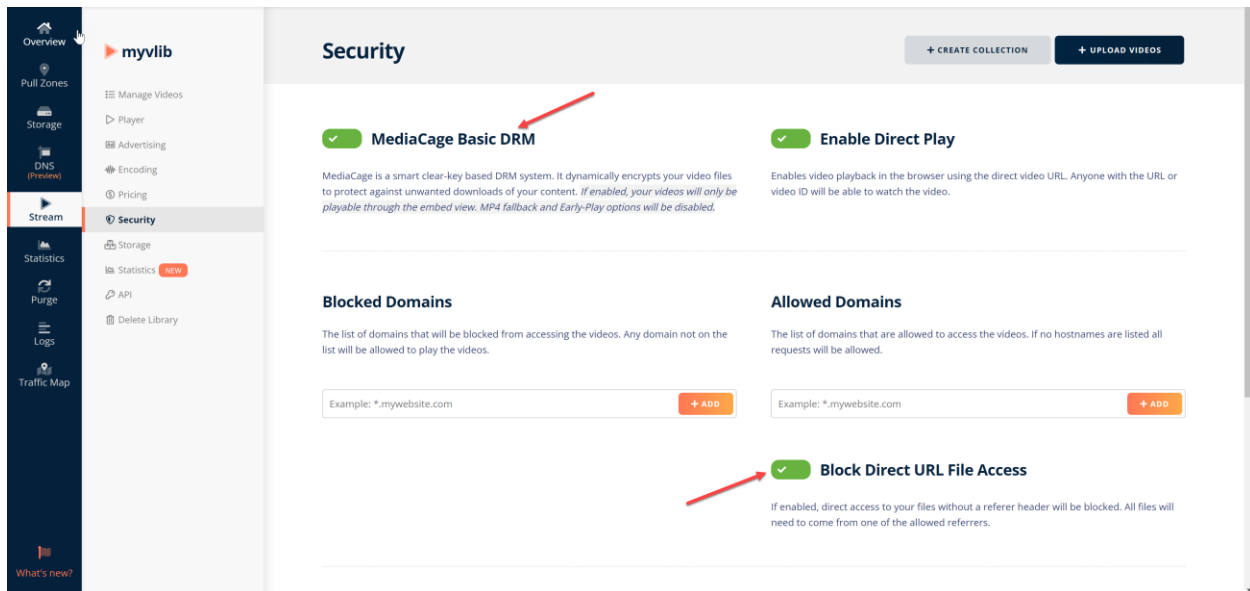 Overview
Pull Zones
Storage
DNS
(Preview)
Stream
Statistics
Purge
Logs
Traffic Map
What's new?
myvlib
Manage Videos
Player
Advertising
Encoding
Pricing
Security
Storage
Statistics NEW
API
Delete Library
Security
+ CREATE COLLECTION
+ UPLOAD VIDEOS
MediaCage Basic DRM
MediaCage is a smart clear-key based DRM system. It dynamically encrypts your video files
to protect against unwanted downloads of your content. If enabled, your videos will only be
playable through the embed view. MP4 fallback and Early-Play options will be disabled.
Enable Direct Play
Enables video playback in the browser using the direct video URL. Anyone with the URL or
video ID will be able to watch the video.
Blocked Domains
The list of domains that will be blocked from accessing the videos. Any domain not on the
list will be allowed to play the videos.
Example: *.mywebsite.com
+ ADD
Allowed Domains
The list of domains that are allowed to access the videos. If no hostnames are listed all
requests will be allowed.
Example: *.mywebsite.com
+ ADD
Block Direct URL File Access
If enabled, direct access to your files without a referer header will be blocked. All files will
need to come from one of the allowed referrers.